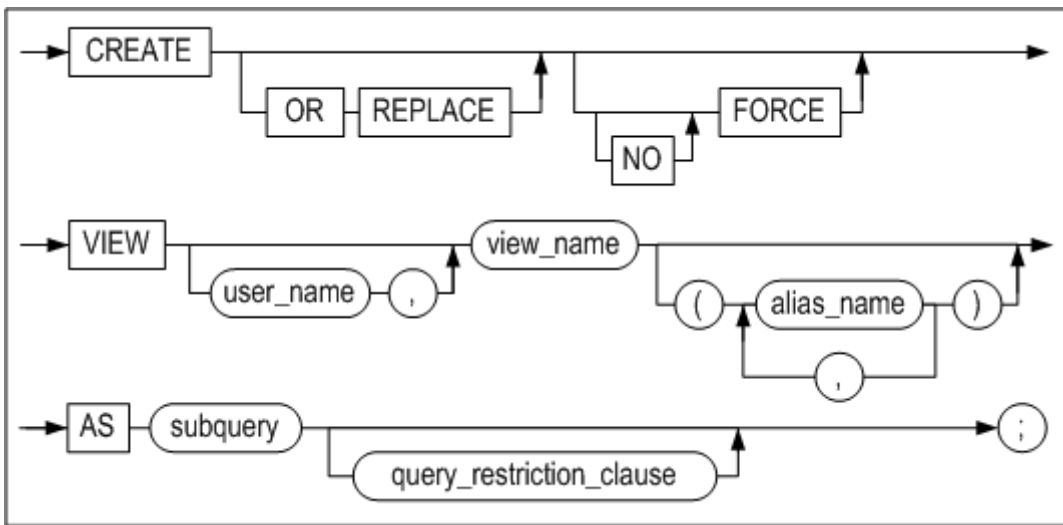 CREATE
OR REPLACE
NO
FORCE
VIEW
user_name ,
view_name
( alias_name )
,
AS subquery
query_restriction_clause
;